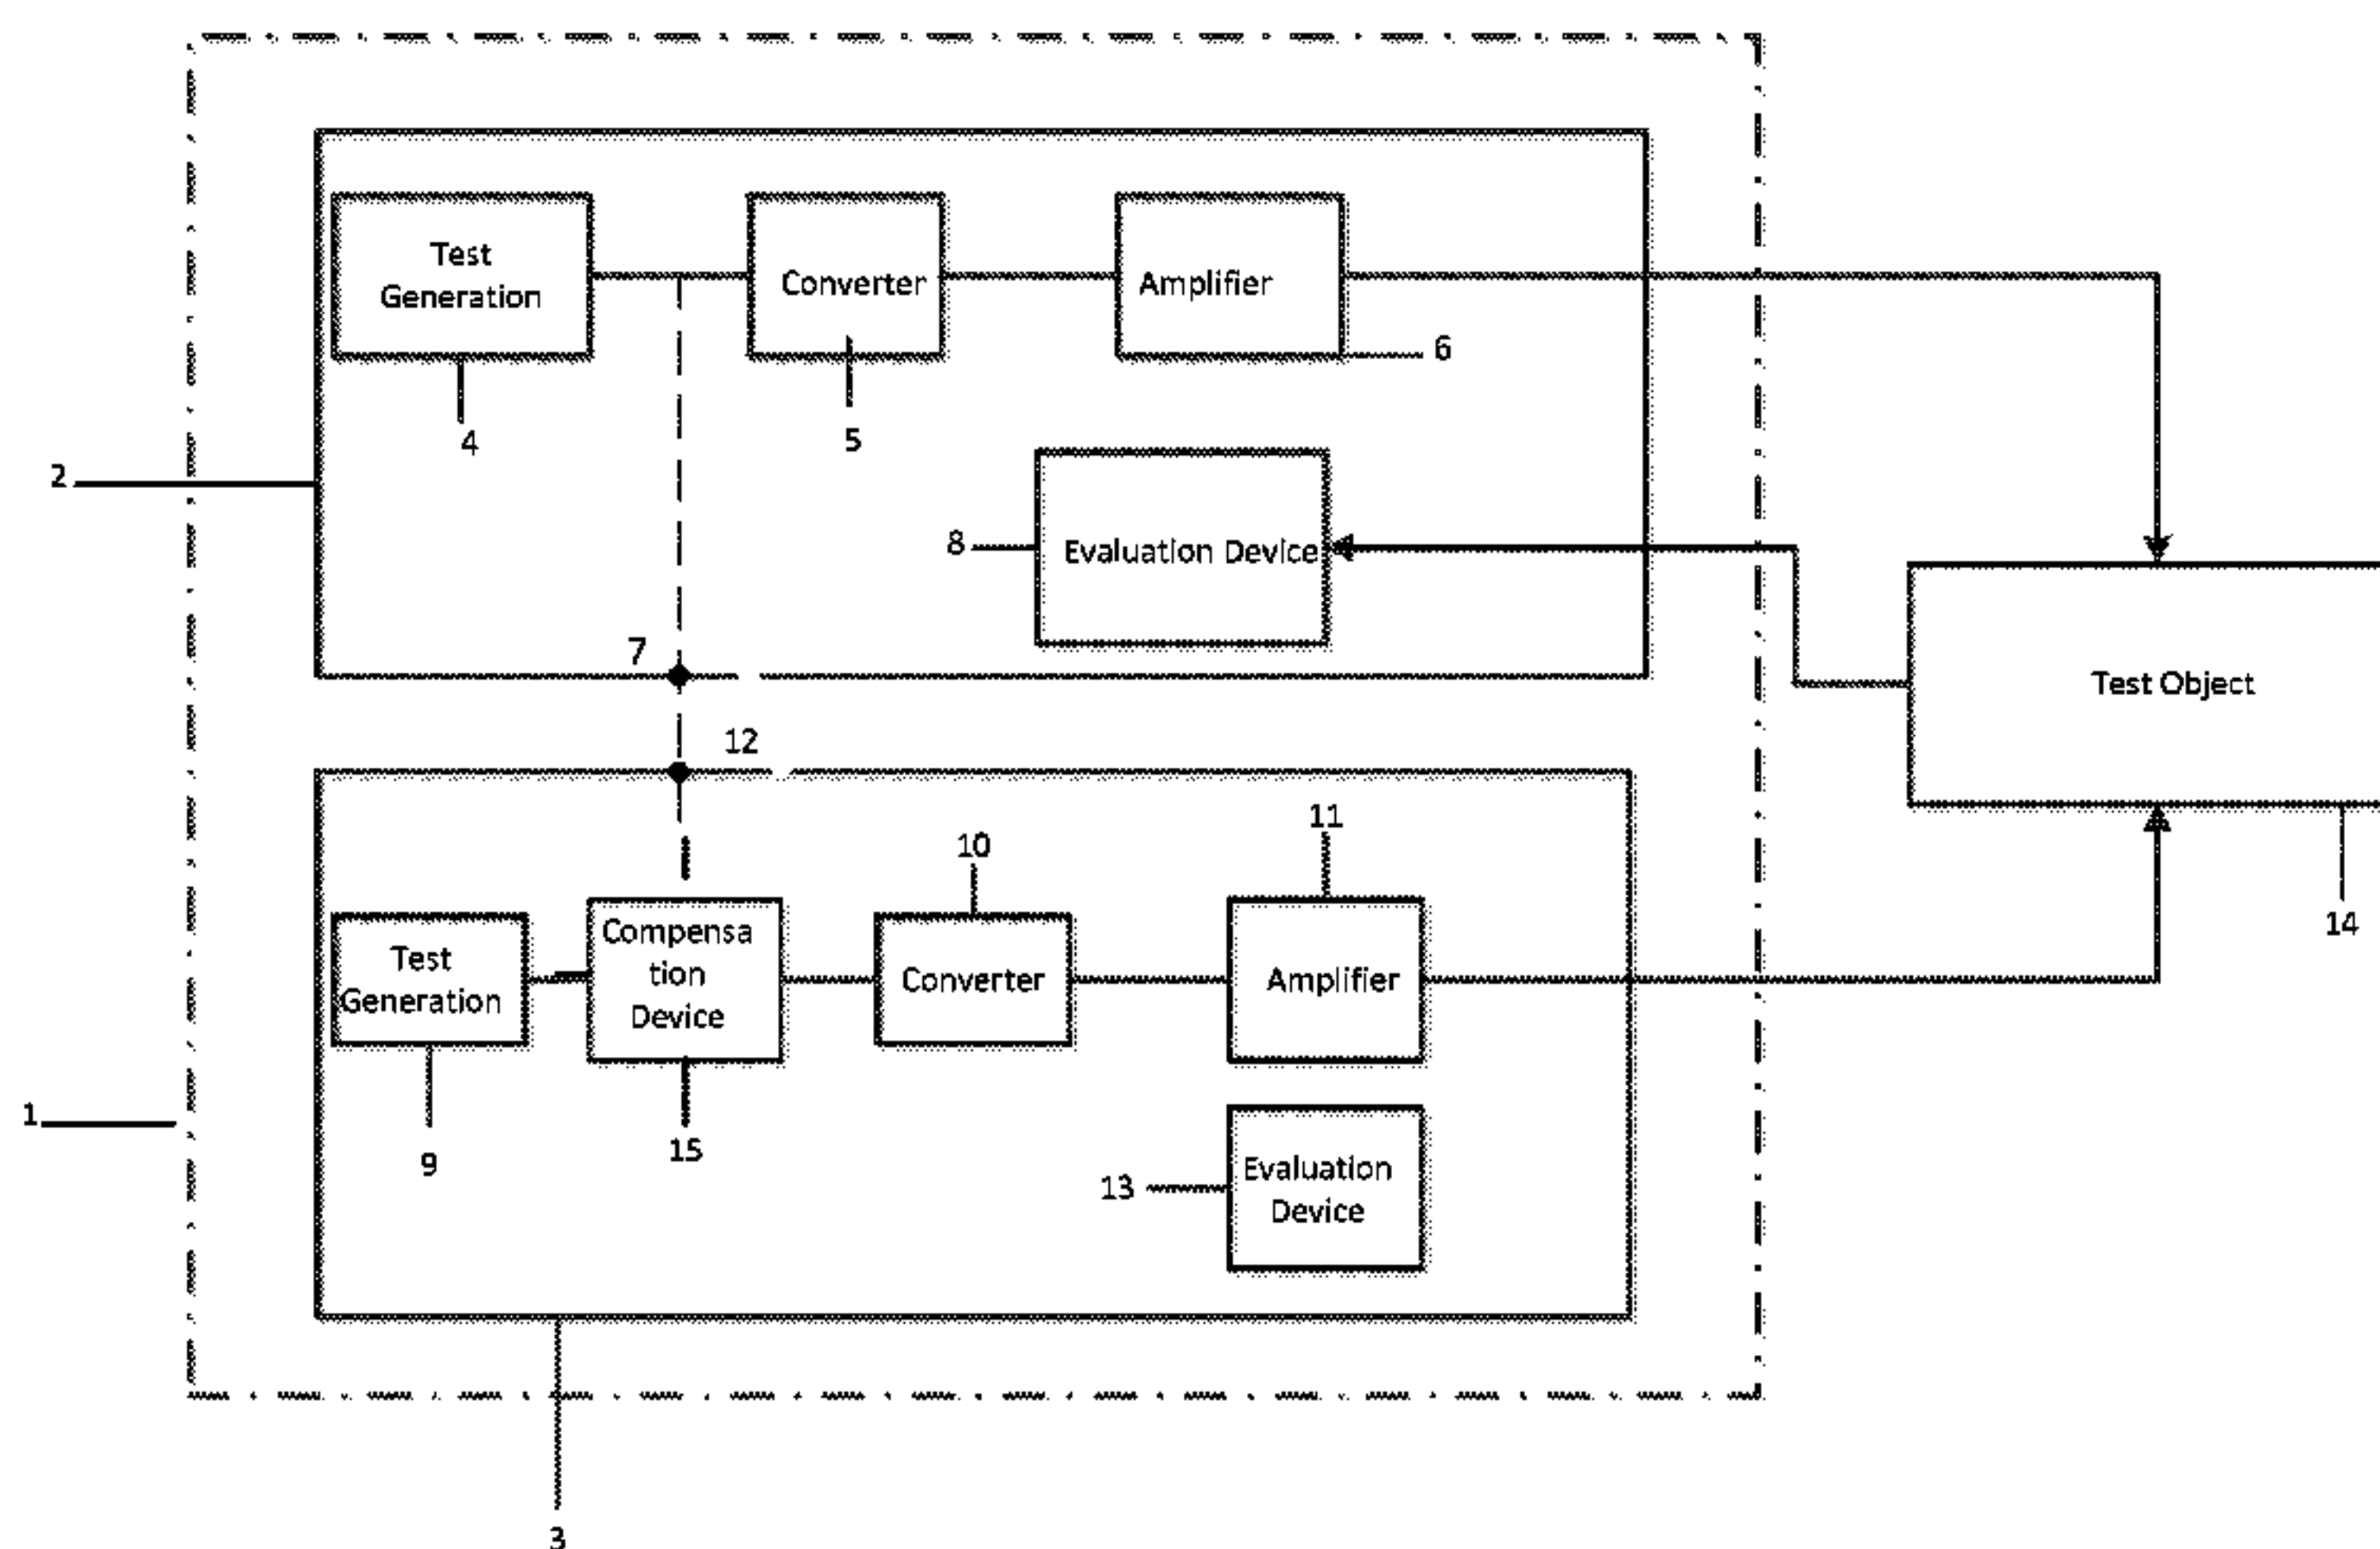 Test
Generation
Converter
Amplifier
6
4
5
2
8
Evaluation Device
7
Test Object
12
11
10
14
Test
Generation
Compensa
tion
Device
Converter
Amplifier
1
9
15
13
Evaluation
Device
3